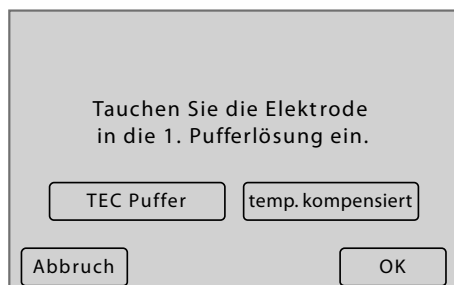 Tauchen Sie die Elektrode
in die 1. Pufferlösung ein.
TEC Puffer temp. kompensiert
Abbruch OK